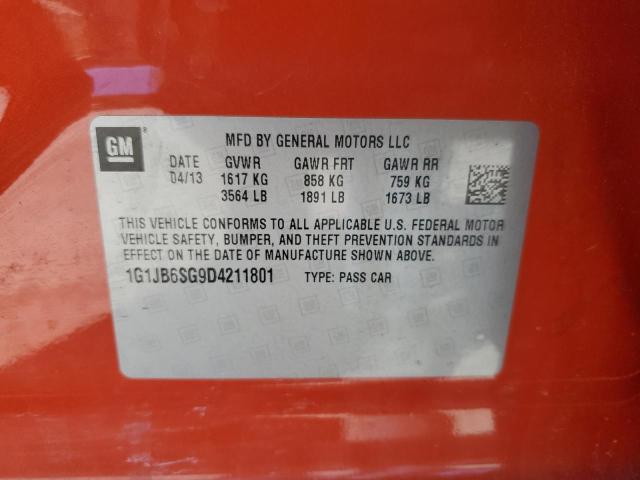 GM ® MFD BY GENERAL MOTORS LLC
DATE GVWR GAWR FRT GAWR RR
04/13 1617 KG 858 KG 759 KG
3564 LB 1891 LB 1673 LB
THIS VEHICLE CONFORMS TO ALL APPLICABLE U.S. FEDERAL MOTOR
VEHICLE SAFETY, BUMPER, AND THEFT PREVENTION STANDARDS IN
EFFECT ON THE DATE OF MANUFACTURE SHOWN ABOVE.
1G1JB6SG9D4211801 TYPE: PASS CAR